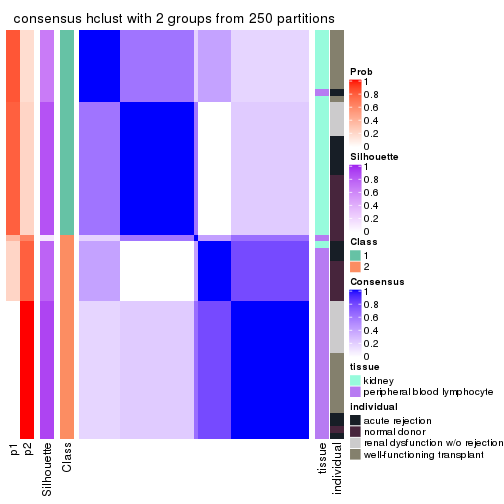 consensus hclust with 2 groups from 250 partitions
Prob
1
0.8
0.6
0.4
0.2
0
Silhouette
1
0.8
0.6
0.4
0.2
0
Class
1
2
Consensus
1
0.8
0.6
0.4
0.2
0
tissue
kidney
peripheral blood lymphocyte
individual
acute rejection
normal donor
renal dysfunction w/o rejection
well-functioning transplant
p1
p2
Silhouette
Class
tissue
individual